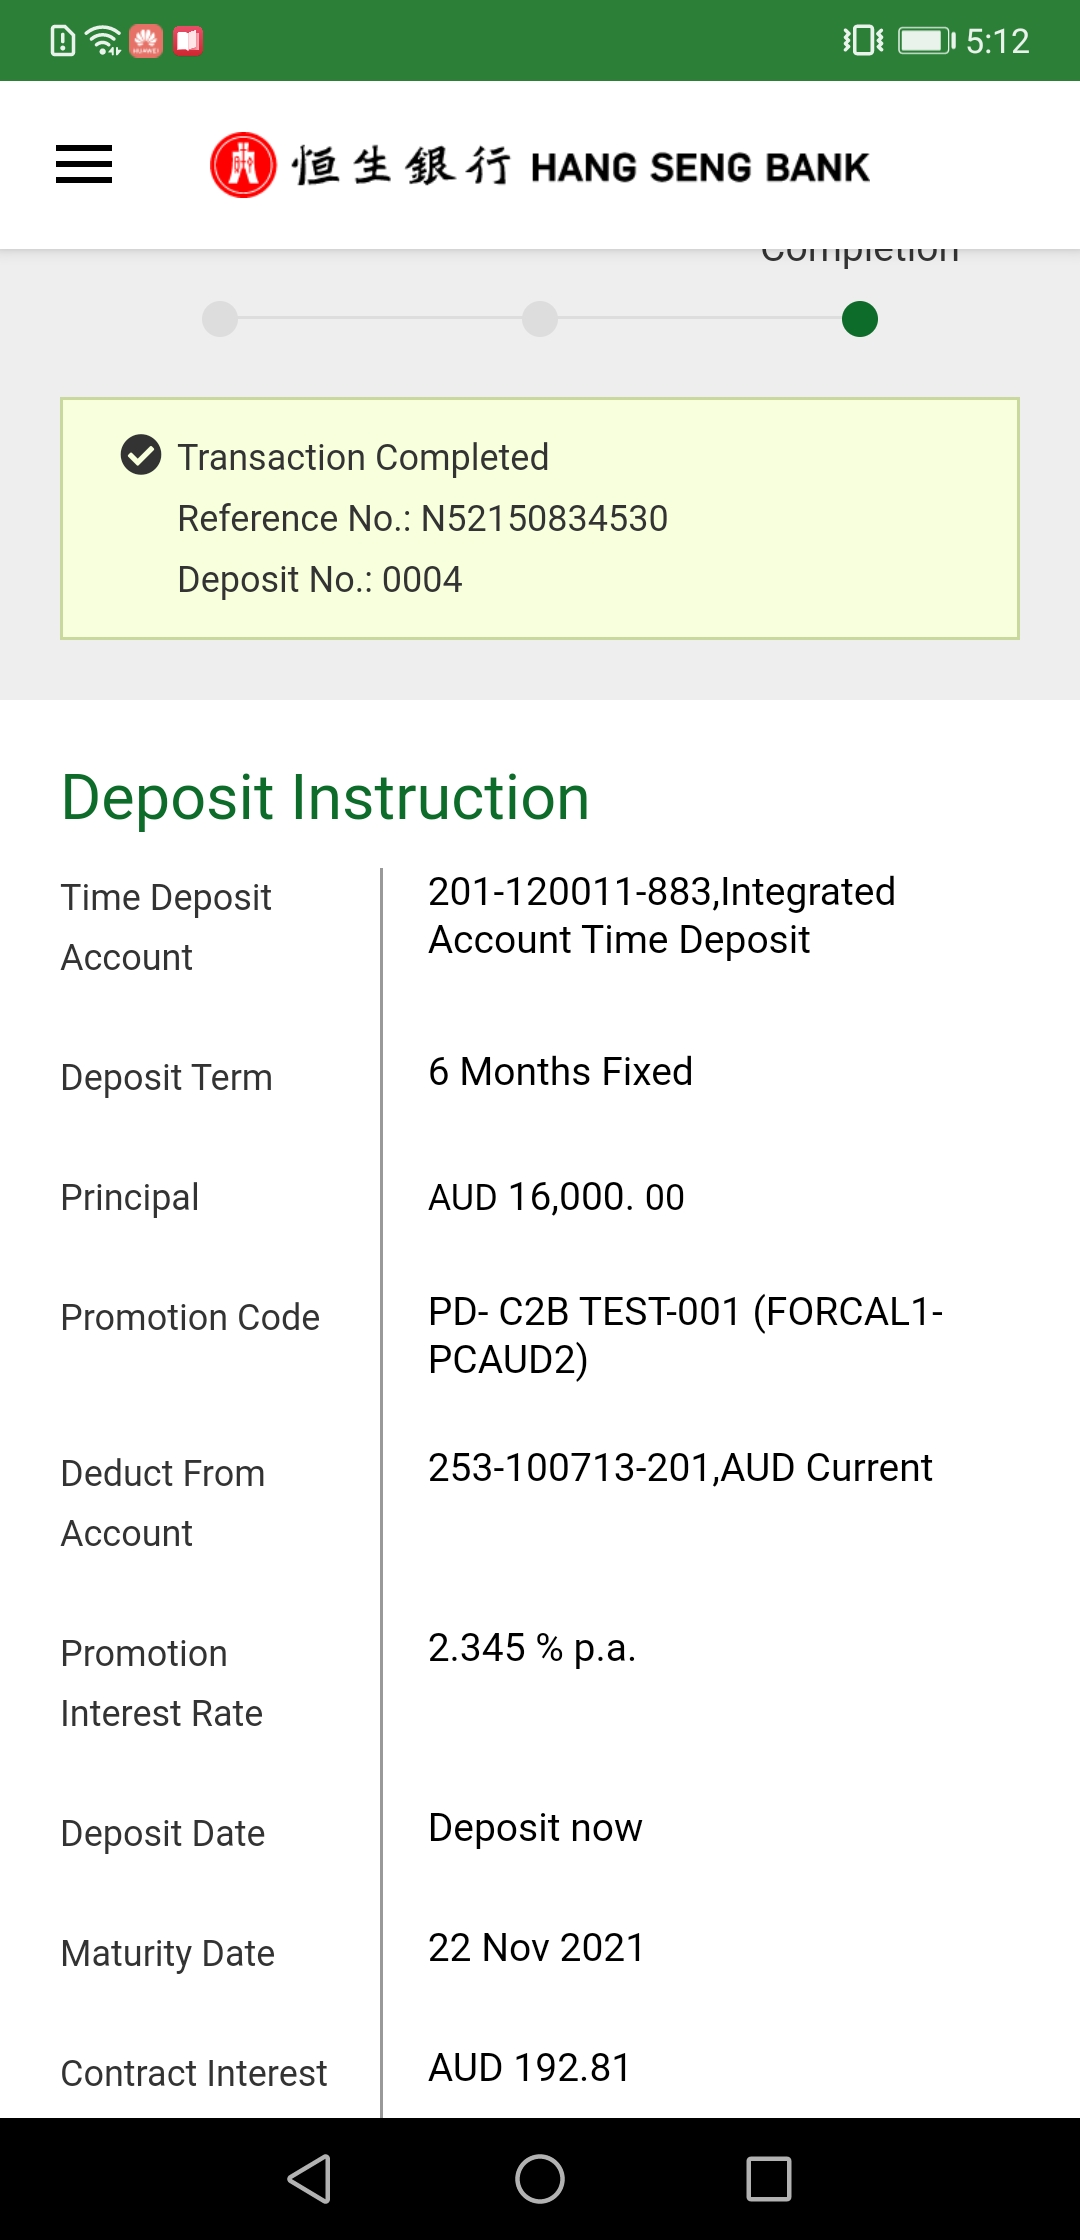 5:12
恒生銀行 HANG SENG BANK
Completion
Transaction Completed
Reference No.: N52150834530
Deposit No.: 0004
Deposit Instruction
Time Deposit
Account
201-120011-883,Integrated
Account Time Deposit
Deposit Term
6 Months Fixed
Principal
AUD 16,000. 00
Promotion Code
PD- C2B TEST-001 (FORCAL1-
PCAUD2)
Deduct From
Account
253-100713-201,AUD Current
Promotion
Interest Rate
2.345 % p.a.
Deposit Date
Deposit now
Maturity Date
22 Nov 2021
Contract Interest
AUD 192.81